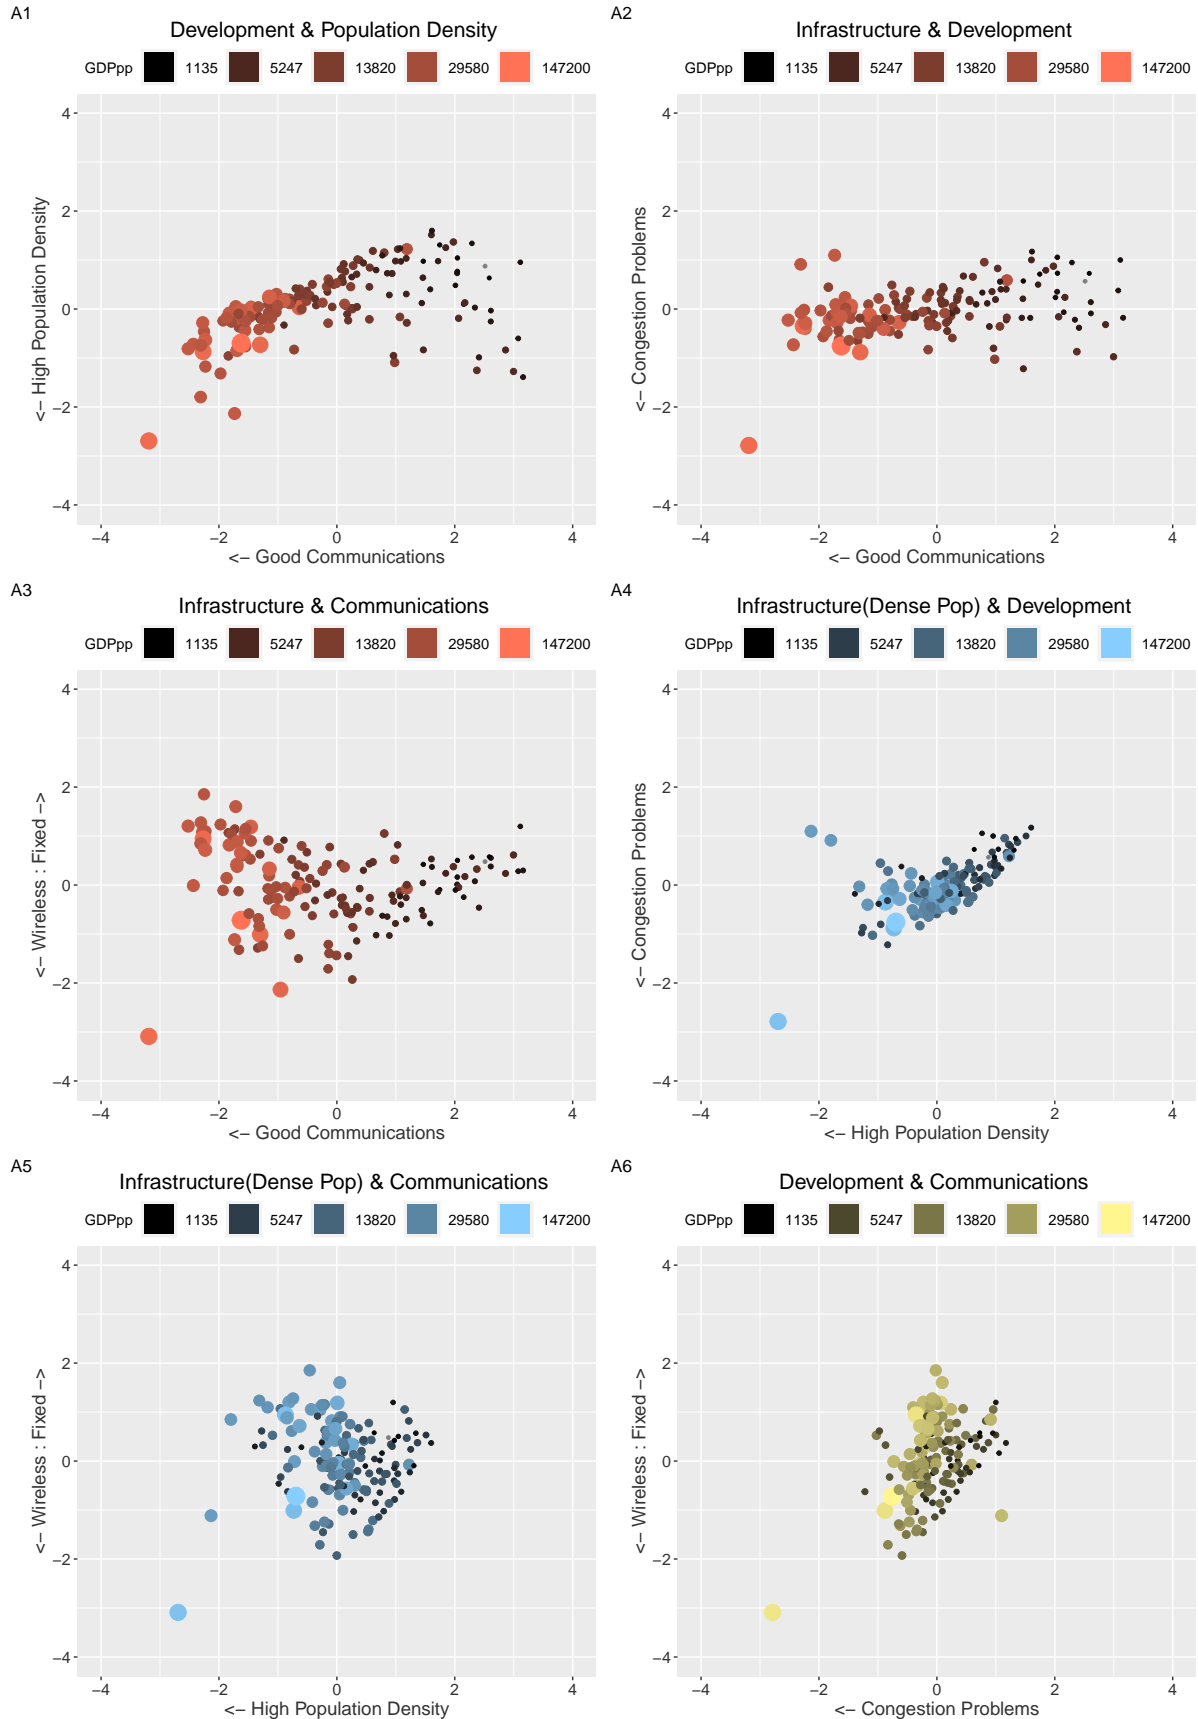 A1
Development & Population Density
GDPpp 1135 5247 13820 29580 147200
4
2
0
−2
−4
<− High Population Density
−4 −2 0 2 4
<− Good Communications
A2
Infrastructure & Development
GDPpp 1135 5247 13820 29580 147200
4
2
0
−2
−4
<− Congestion Problems
−4 −2 0 2 4
<− Good Communications
A3
Infrastructure & Communications
GDPpp 1135 5247 13820 29580 147200
4
2
0
−2
−4
<− Wireless : Fixed −>
−4 −2 0 2 4
<− Good Communications
A4
Infrastructure(Dense Pop) & Development
GDPpp 1135 5247 13820 29580 147200
4
2
0
−2
−4
<− Congestion Problems
−4 −2 0 2 4
<− High Population Density
A5
Infrastructure(Dense Pop) & Communications
GDPpp 1135 5247 13820 29580 147200
4
2
0
−2
−4
<− Wireless : Fixed −>
−4 −2 0 2 4
<− High Population Density
A6
Development & Communications
GDPpp 1135 5247 13820 29580 147200
4
2
0
−2
−4
<− Wireless : Fixed −>
−4 −2 0 2 4
<− Congestion Problems